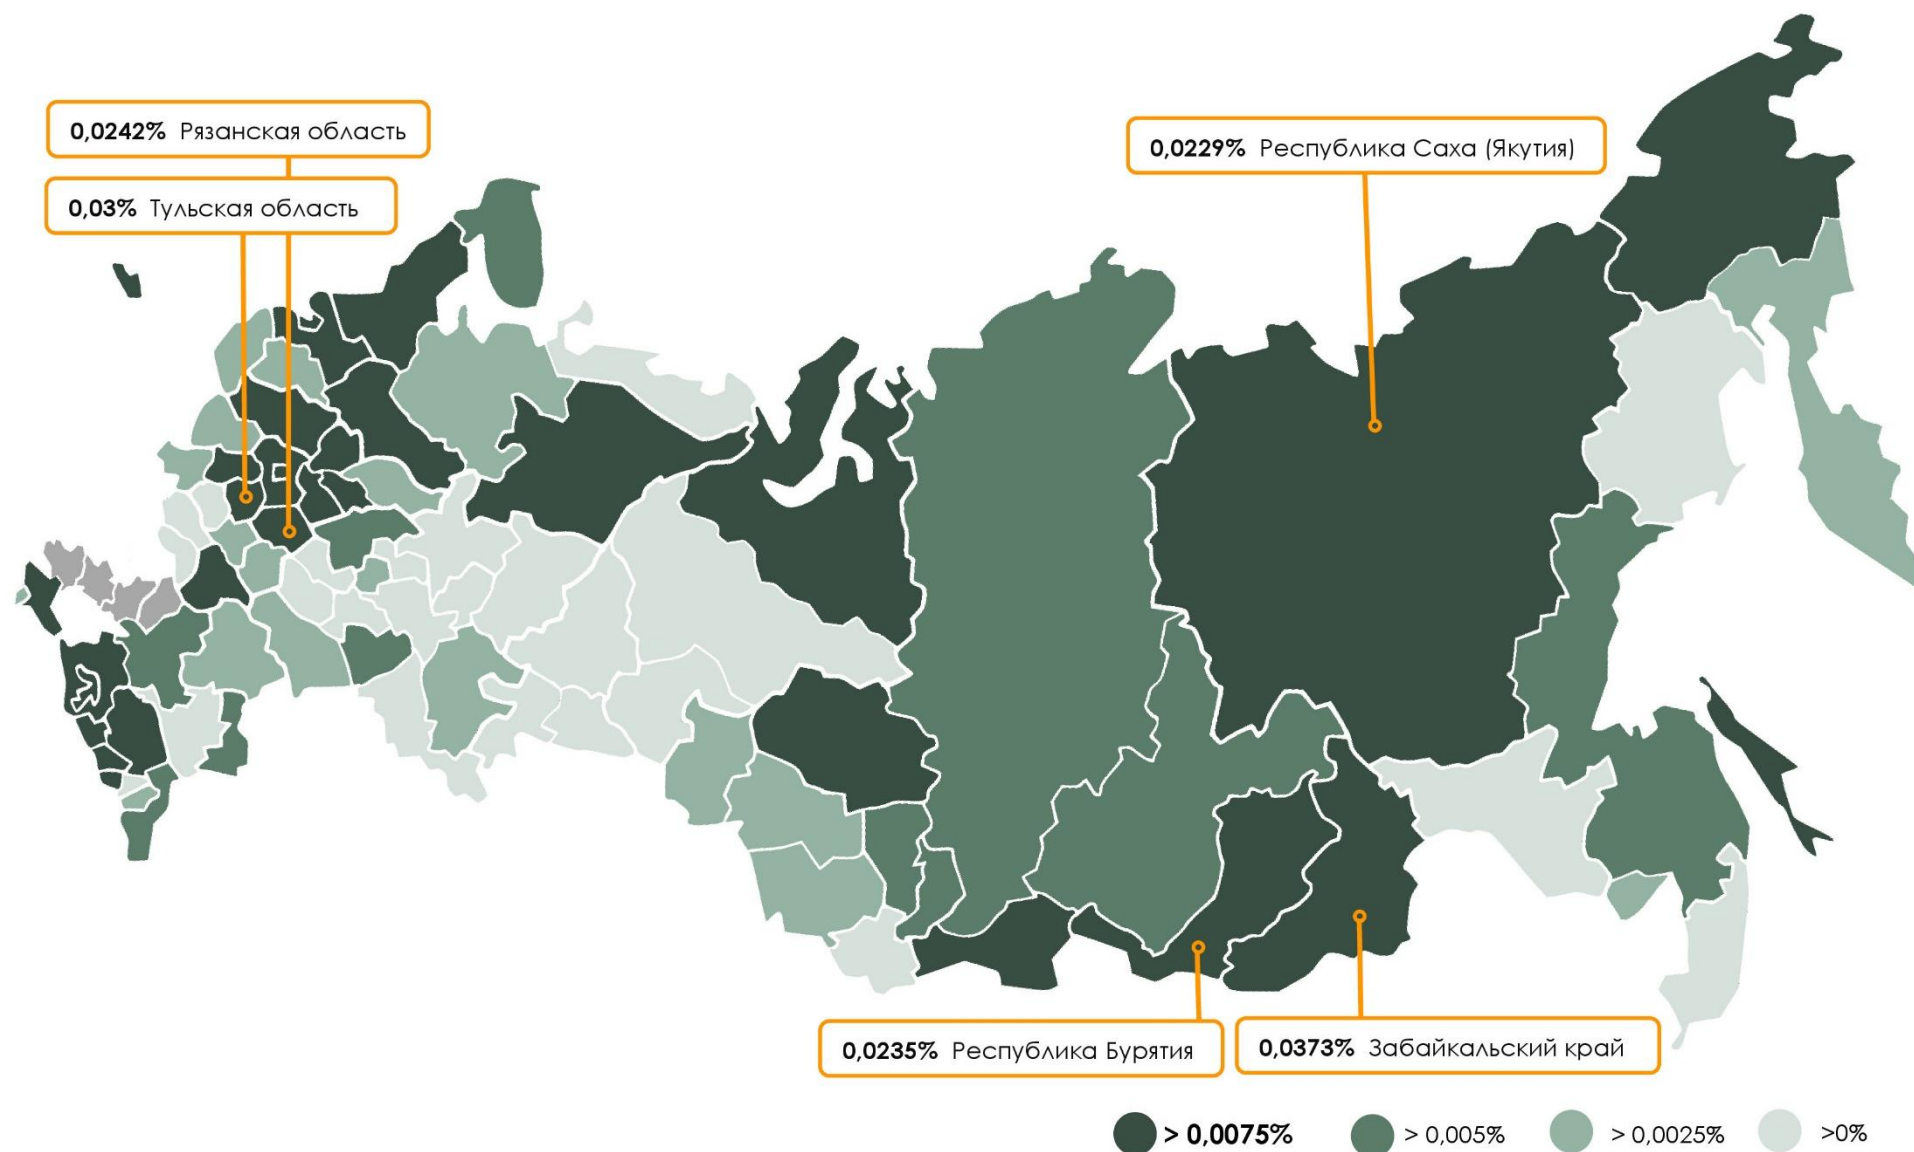 0,0242% Рязанская область
0,03% Тульская область
0,0229% Республика Саха (Якутия)
0,0235% Республика Бурятия
0,0373% Забайкальский край
> 0,0075%
> 0,005%
> 0,0025%
>0%